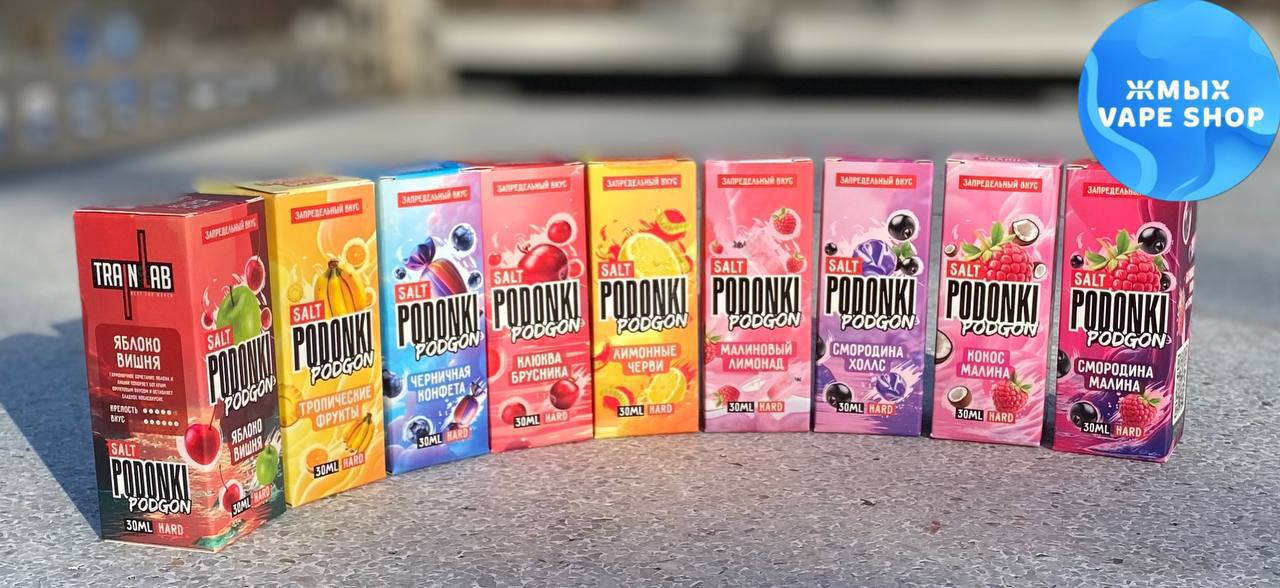 ЖМЫХ
VAPE SHOP
ЗАПРЕДЕЛЬНЫЙ ВКУС
TRAINLAB
ЯБЛОКО
ВИШНЯ
КРЕПОСТЬ
ВКУС
SALT
PODONKI
PODGON
30ML HARD
SALT
PODONKI
PODGON
ЯБЛОКО
ВИШНЯ
30ML HARD
ЗАПРЕДЕЛЬНЫЙ ВКУС
SALT
PODONKI
PODGON
ТРОПИЧЕСКИЕ
ФРУКТЫ
30ML HARD
ЗАПРЕДЕЛЬНЫЙ ВКУС
SALT
PODONKI
PODGON
ЧЕРНИЧНАЯ
КОНФЕТА
30ML HARD
ЗАПРЕДЕЛЬНЫЙ ВКУС
SALT
PODONKI
PODGON
КЛЮКВА
БРУСНИКА
30ML HARD
ЗАПРЕДЕЛЬНЫЙ ВКУС
SALT
PODONKI
PODGON
ЛИМОННЫЕ
ЧЕРВИ
30ML HARD
ЗАПРЕДЕЛЬНЫЙ ВКУС
SALT
PODONKI
PODGON
МАЛИНОВЫЙ
ЛИМОНАД
30ML HARD
ЗАПРЕДЕЛЬНЫЙ ВКУС
SALT
PODONKI
PODGON
СМОРОДИНА
ХОЛЛС
30ML HARD
ЗАПРЕДЕЛЬНЫЙ ВКУС
SALT
PODONKI
PODGON
КОКОС
МАЛИНА
30ML HARD
SALT
PODONKI
PODGON
СМОРОДИНА
МАЛИНА
30ML HARD